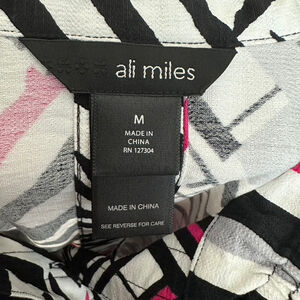 ali miles
M
MADE IN
CHINA
RN 127304
MADE IN CHINA
SEE REVERSE FOR CARE